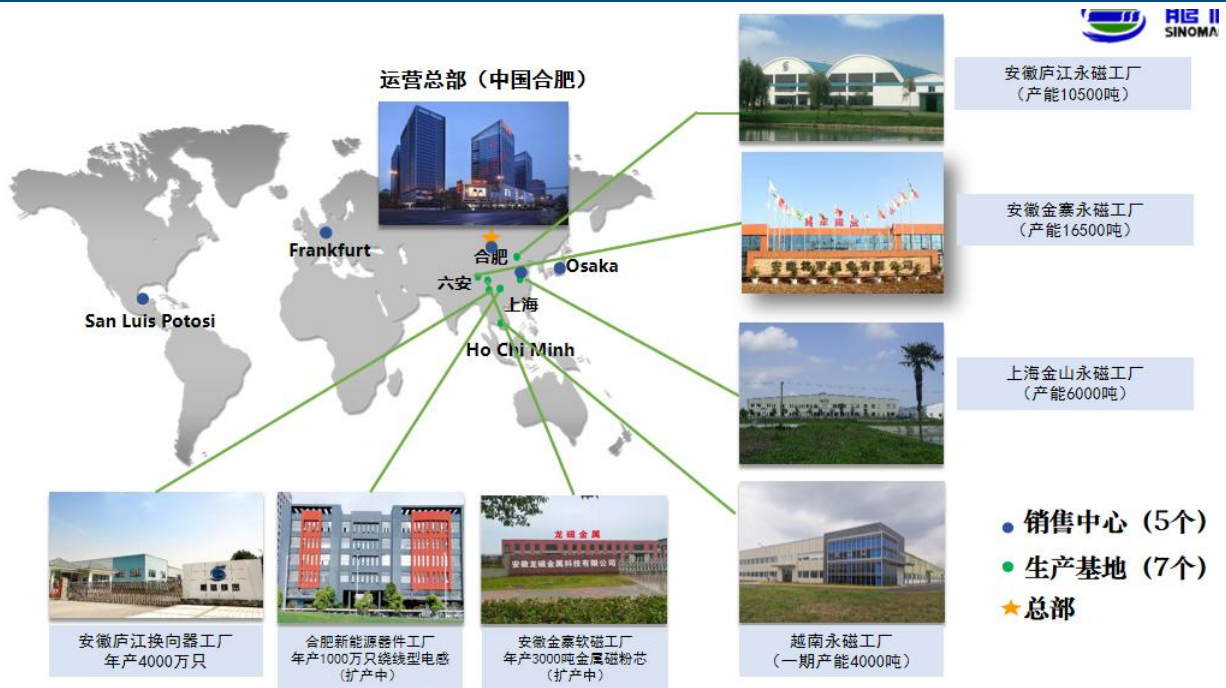 SINOMA
运营总部（中国合肥）
安徽庐江永磁工厂
（产能10500吨）
安徽金寨永磁工厂
（产能16500吨）
Frankfurt
合肥
Osaka
六安
上海
San Luis Potosi
Ho Chi Minh
上海金山永磁工厂
（产能6000吨）
龙磁金属
安徽龙磁金属科技有限公司
销售中心（5个）
生产基地（7个）
总部
安徽庐江换向器工厂
年产4000万只
合肥新能源器件工厂
年产1000万只绕线型电感
（扩产中）
安徽金寨软磁工厂
年产3000吨金属磁粉芯
（扩产中）
越南永磁工厂
（一期产能4000吨）